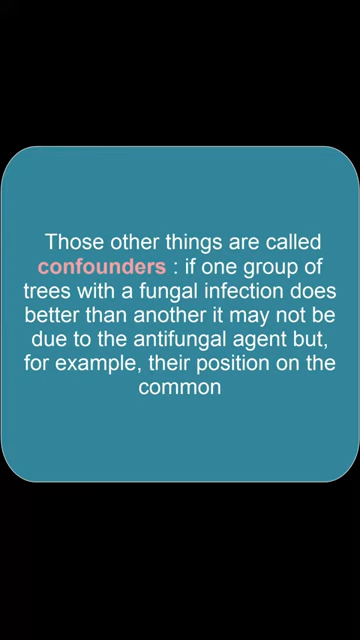 Those other things are called
confounders : if one group of
trees with a fungal infection does
better than another it may not be
due to the antifungal agent but,
for example, their position on the
common